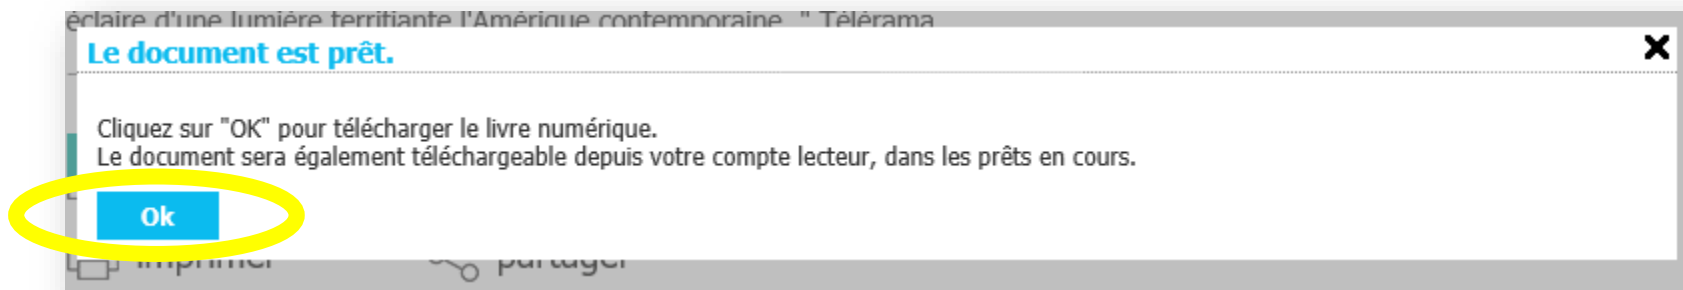 éclaire d'une lumière terrifiante l'Amérique contemporaine. " Télérama
Le document est prêt.
Cliquez sur "OK" pour télécharger le livre numérique.
Le document sera également téléchargeable depuis votre compte lecteur, dans les prêts en cours.
Ok
imprimer partager